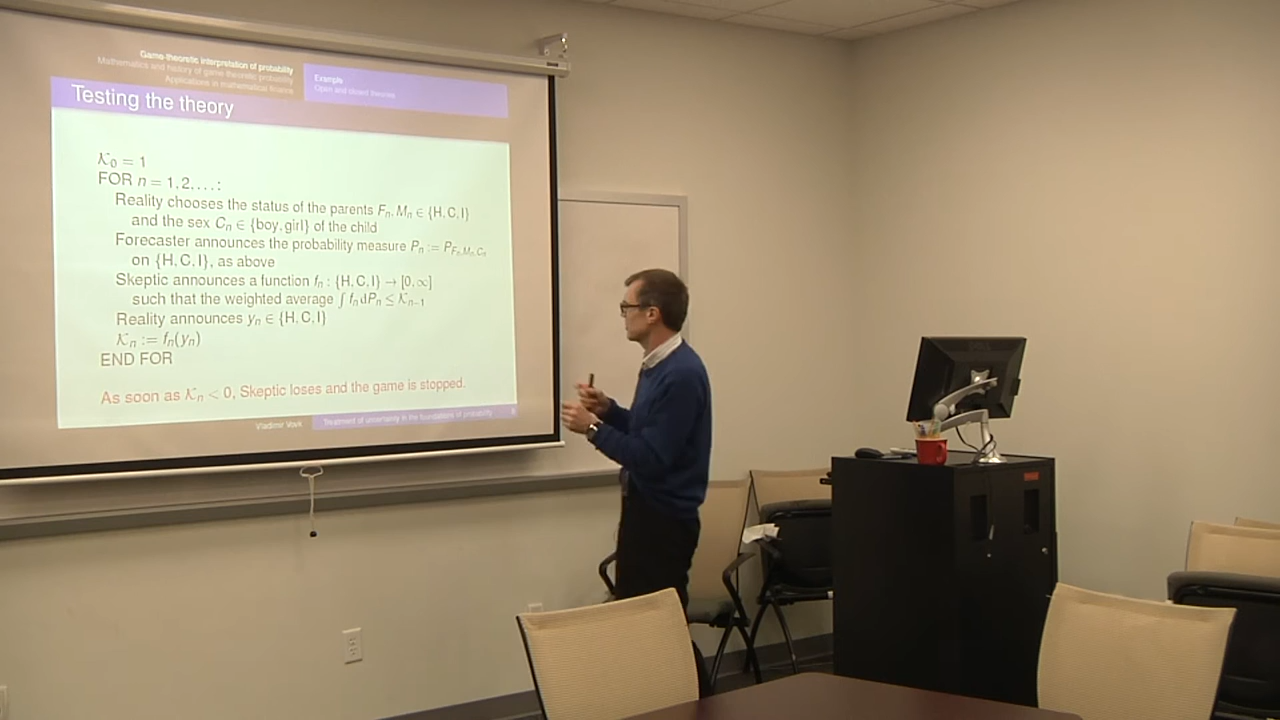 Game-theoretic interpretation of probability
Mathematics and history of game-theoretic probability
Applications in mathematical finance
Example
Open and closed theories
Testing the theory
𝒦₀ = 1
FOR n = 1,2,...:
Reality chooses the status of the parents Fₙ, Mₙ ∈ {H,C,I}
and the sex Cₙ ∈ {boy,girl} of the child
Forecaster announces the probability measure Pₙ := P_{Fₙ,Mₙ,Cₙ}
on {H,C,I}, as above
Skeptic announces a function fₙ : {H,C,I} → [0,∞]
such that the weighted average ∫ fₙdPₙ ≤ 𝒦ₙ₋₁
Reality announces yₙ ∈ {H,C,I}
𝒦ₙ := fₙ(yₙ)
END FOR
As soon as 𝒦ₙ < 0, Skeptic loses and the game is stopped.
Vladimir Vovk
Treatment of uncertainty in the foundations of probability